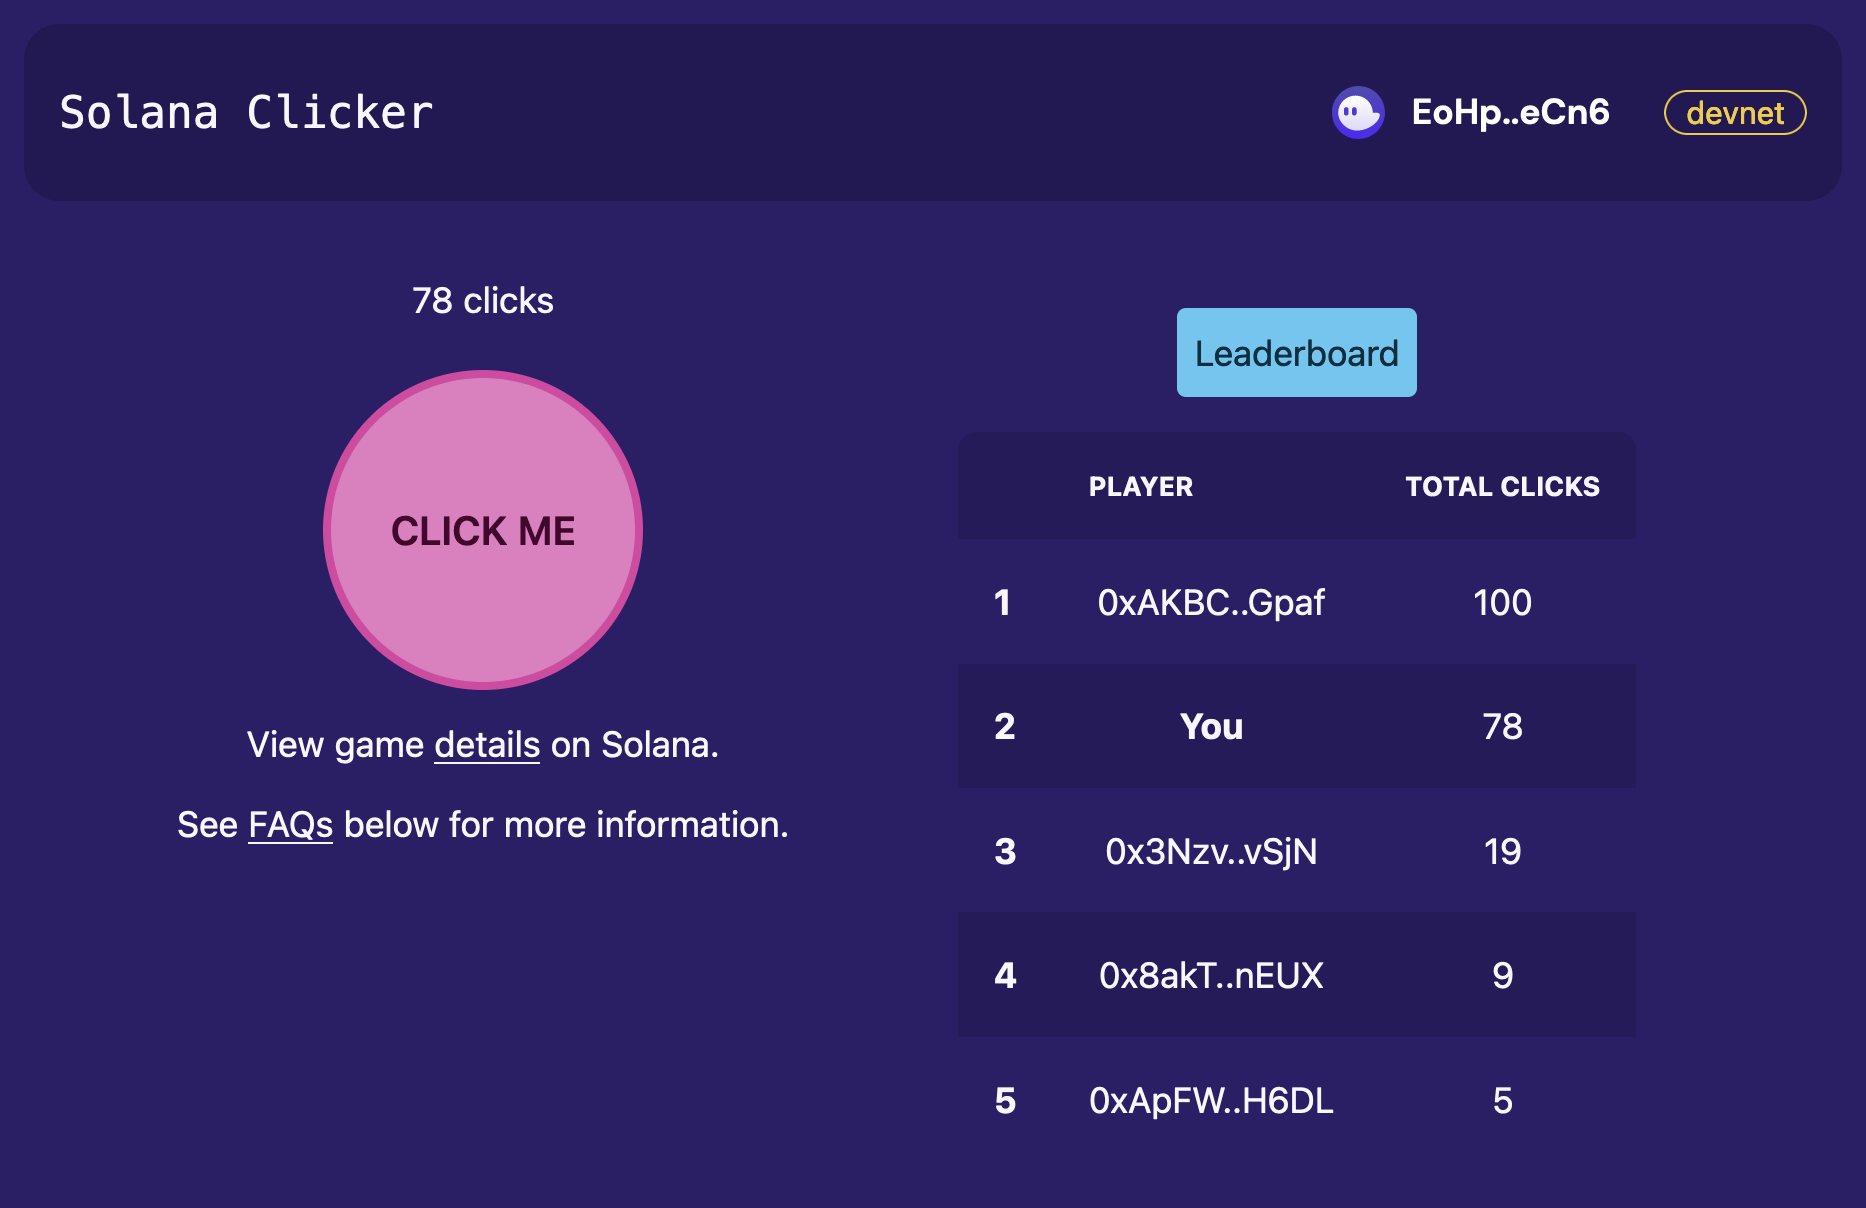 Solana Clicker
EoHp..eCn6
devnet
78 clicks
CLICK ME
View game details on Solana.
See FAQs below for more information.
Leaderboard
PLAYER TOTAL CLICKS
1 0xAKBC..Gpaf 100
2 You 78
3 0x3Nzv..vSjN 19
4 0x8akT..nEUX 9
5 0xApFW..H6DL 5